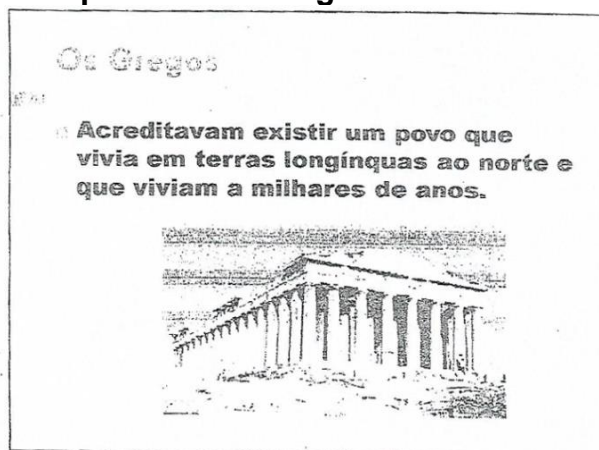 Os Gregos
Acreditavam existir um povo que
vivia em terras longínquas ao norte e
que viviam a milhares de anos.